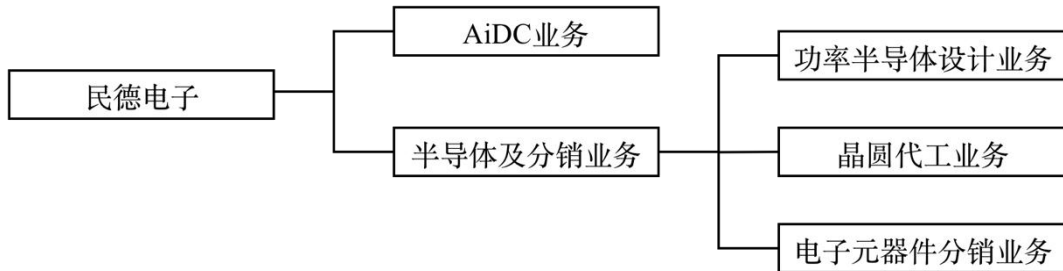 AiDC业务
功率半导体设计业务
民德电子
半导体及分销业务
晶圆代工业务
电子元器件分销业务